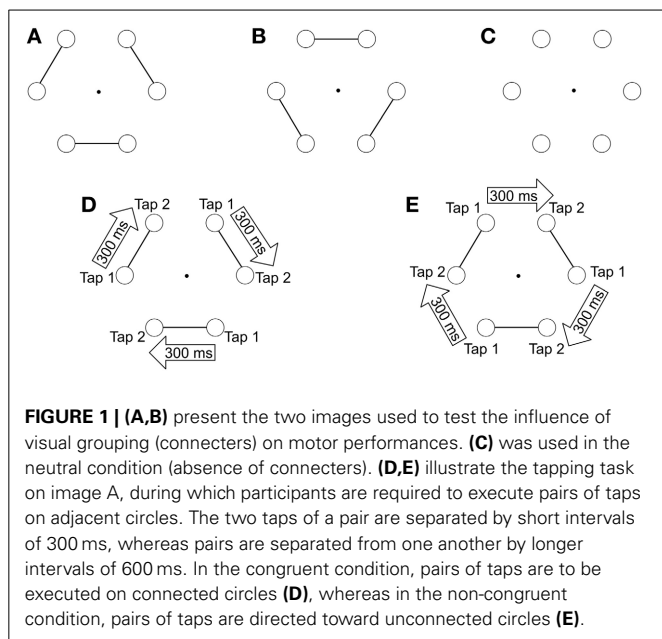 A B C
D Tap 2 Tap 1 300 ms 300 ms Tap 1 Tap 2 Tap 2 300 ms Tap 1
E Tap 1 300 ms Tap 2 Tap 2 Tap 1 300 ms 300 ms Tap 1 Tap 2
FIGURE 1 | (A,B) present the two images used to test the influence of
visual grouping (connecters) on motor performances. (C) was used in the
neutral condition (absence of connecters). (D,E) illustrate the tapping task
on image A, during which participants are required to execute pairs of taps
on adjacent circles. The two taps of a pair are separated by short intervals
of 300 ms, whereas pairs are separated from one another by longer
intervals of 600 ms. In the congruent condition, pairs of taps are to be
executed on connected circles (D), whereas in the non-congruent
condition, pairs of taps are directed toward unconnected circles (E).